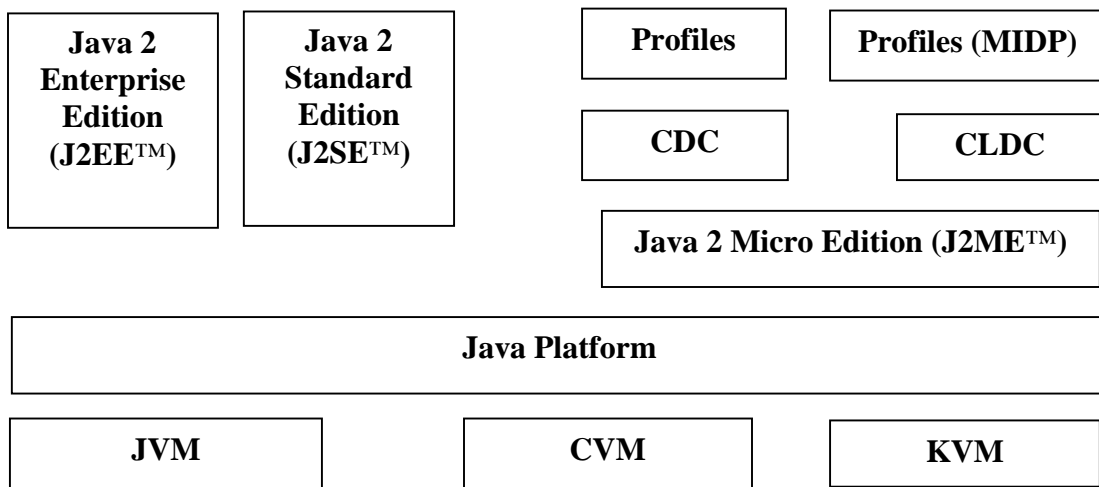 Java 2
Enterprise
Edition
(J2EE™)
Java 2
Standard
Edition
(J2SE™)
Profiles
Profiles (MIDP)
CDC
CLDC
Java 2 Micro Edition (J2ME™)
Java Platform
JVM
CVM
KVM